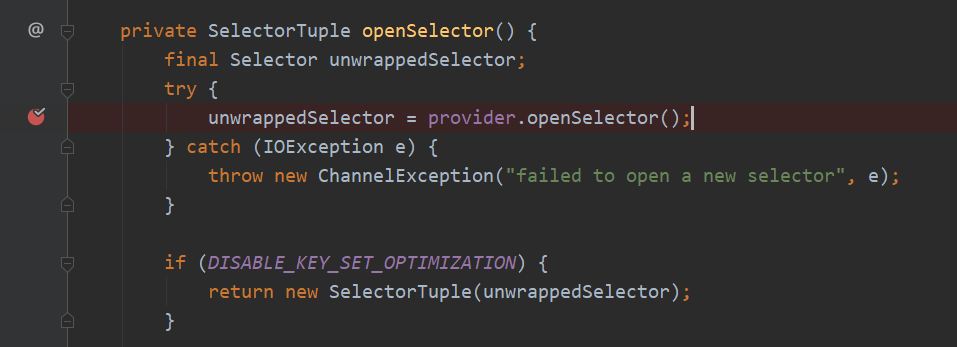 @ private SelectorTuple openSelector() {
final Selector unwrappedSelector;
try {
unwrappedSelector = provider.openSelector();
} catch (IOException e) {
throw new ChannelException("failed to open a new selector", e);
}
if (DISABLE_KEY_SET_OPTIMIZATION) {
return new SelectorTuple(unwrappedSelector);
}